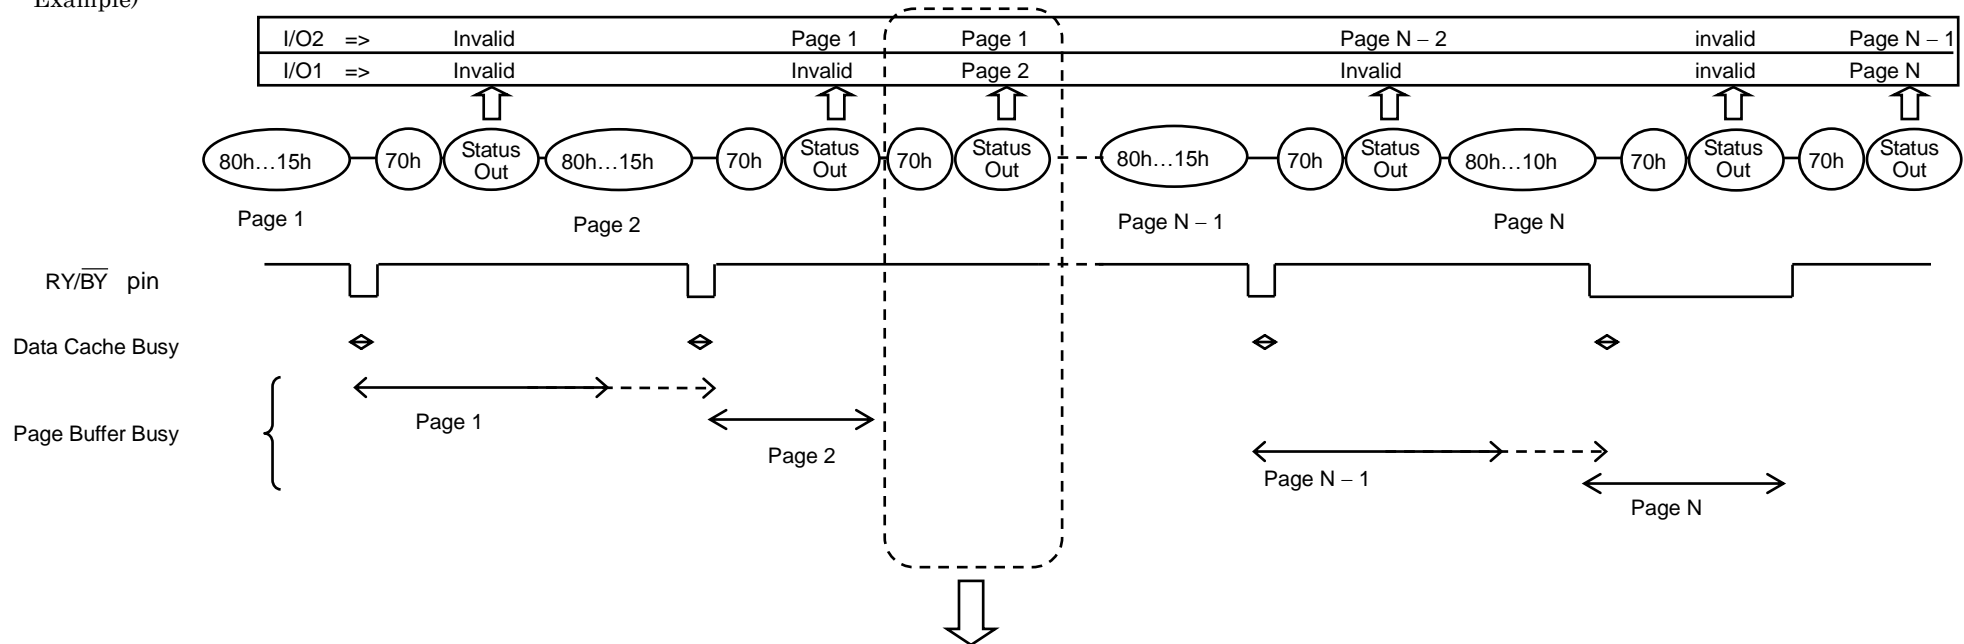 Example)
I/O2 => Invalid Page 1 Page 1 Page N – 2 invalid Page N – 1
I/O1 => Invalid Invalid Page 2 Invalid invalid Page N
80h…15h 70h Status Out 80h…15h 70h Status Out 70h Status Out 80h…15h 70h Status Out 80h…10h 70h Status Out 70h Status Out
Page 1 Page 2 Page N – 1 Page N
RY/B̅Y̅ pin
Data Cache Busy
Page 1
Page Buffer Busy
Page 2
Page N – 1
Page N